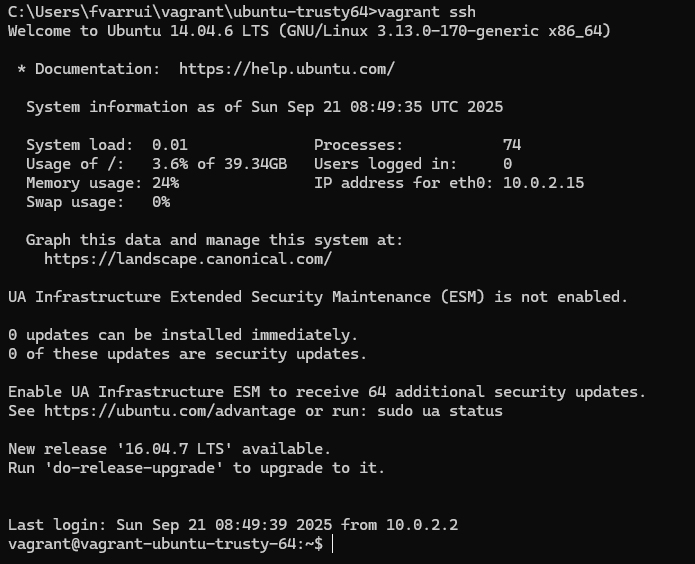 C:\Users\fvarrui\vagrant\ubuntu-trusty64>vagrant ssh
Welcome to Ubuntu 14.04.6 LTS (GNU/Linux 3.13.0-170-generic x86_64)
* Documentation:  https://help.ubuntu.com/
System information as of Sun Sep 21 08:49:35 UTC 2025
System load:  0.01              Processes:           74
Usage of /:   3.6% of 39.34GB   Users logged in:     0
Memory usage: 24%               IP address for eth0: 10.0.2.15
Swap usage:   0%
Graph this data and manage this system at:
https://landscape.canonical.com/
UA Infrastructure Extended Security Maintenance (ESM) is not enabled.
0 updates can be installed immediately.
0 of these updates are security updates.
Enable UA Infrastructure ESM to receive 64 additional security updates.
See https://ubuntu.com/advantage or run: sudo ua status
New release '16.04.7 LTS' available.
Run 'do-release-upgrade' to upgrade to it.
Last login: Sun Sep 21 08:49:39 2025 from 10.0.2.2
vagrant@vagrant-ubuntu-trusty-64:~$